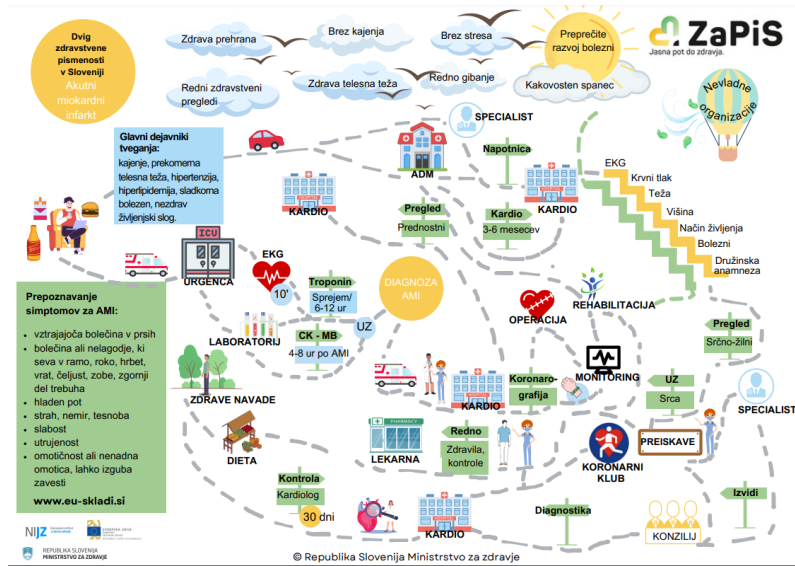 Dvig
zdravstvene
pismenosti
v Sloveniji
Akutni
miokardni
infarkt
Zdrava prehrana
Brez kajenja
Brez stresa
Preprečite
razvoj bolezni
ZaPiS
Jasna pot do zdravja.
Redni zdravstveni
pregledi
Zdrava telesna teža
Redno gibanje
Kakovosten spanec
Nevladne
organizacije
Glavni dejavniki
tveganja:
kajenje, prekomerna
telesna teža, hipertenzija,
hiperlipidemija, sladkorna
bolezen, nezdrav
življenjski slog.
SPECIALIST
ADM
Napotnica
KARDIO
KARDIO
Pregled
Prednostni
Kardio
3-6 mesecev
EKG
Krvni tlak
Teža
Višina
Način življenja
Bolezni
Družinska
anamneza
ICU
URGENCA
EKG
10'
Troponin
Sprejem/
6-12 ur
DIAGNOZA
AMI
UZ
CK - MB
4-8 ur po AMI
LABORATORIJ
REHABILITACIJA
OPERACIJA
MONITORING
Pregled
Srčno-žilni
Prepoznavanje
simptomov za AMI:
vztrajajoča bolečina v prsih
bolečina ali nelagodje, ki
seva v ramo, roko, hrbet,
vrat, čeljust, zobe, zgornji
del trebuha
hladen pot
strah, nemir, tesnoba
slabost
utrujenost
omotičnost ali nenadna
omotica, lahko izguba
zavesti
www.eu-skladi.si
ZDRAVE NAVADE
KARDIO
Koronaro-
grafija
UZ
Srca
SPECIALIST
DIETA
PHARMACY
LEKARNA
Redno
Zdravila,
kontrole
KORONARNI
KLUB
PREISKAVE
Kontrola
Kardiolog
30 dni
KARDIO
Diagnostika
KONZILIJ
Izvidi
NIJZ
REPUBLIKA SLOVENIJA
MINISTRSTVO ZA ZDRAVJE
© Republika Slovenija Ministrstvo za zdravje